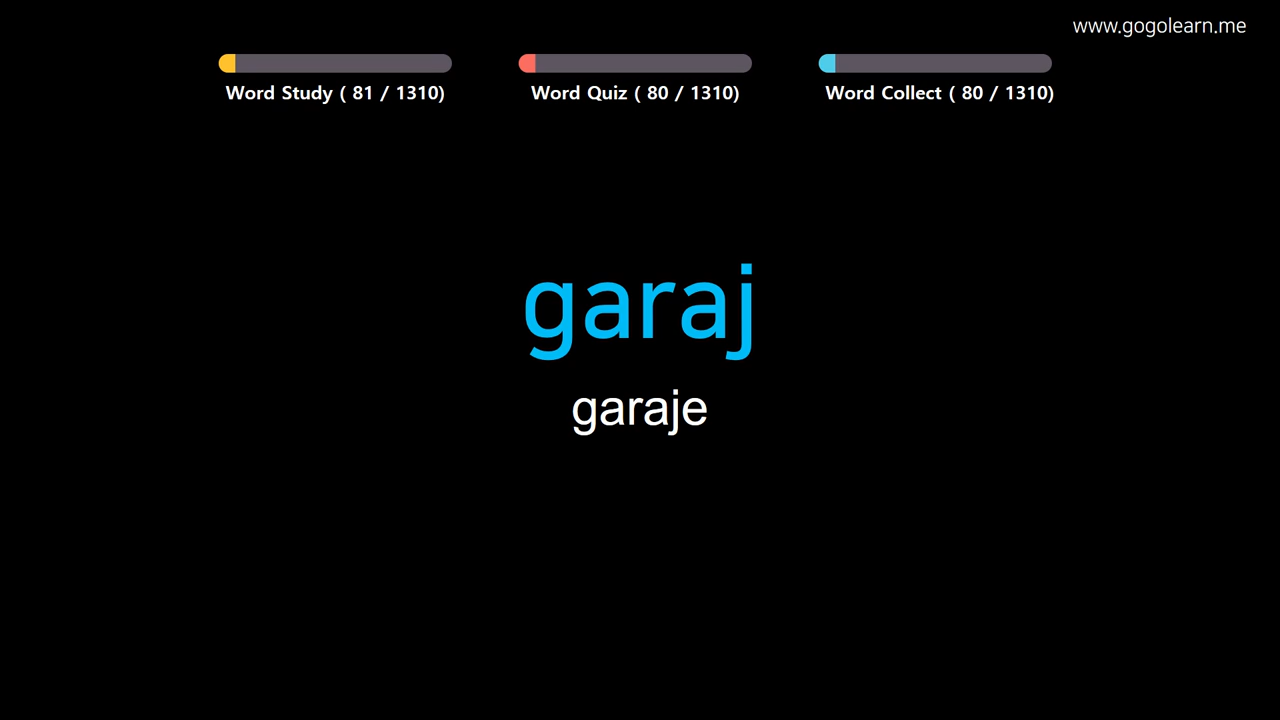 www.gogolearn.me
Word Study ( 81 / 1310)
Word Quiz ( 80 / 1310)
Word Collect ( 80 / 1310)
garaj
garaje